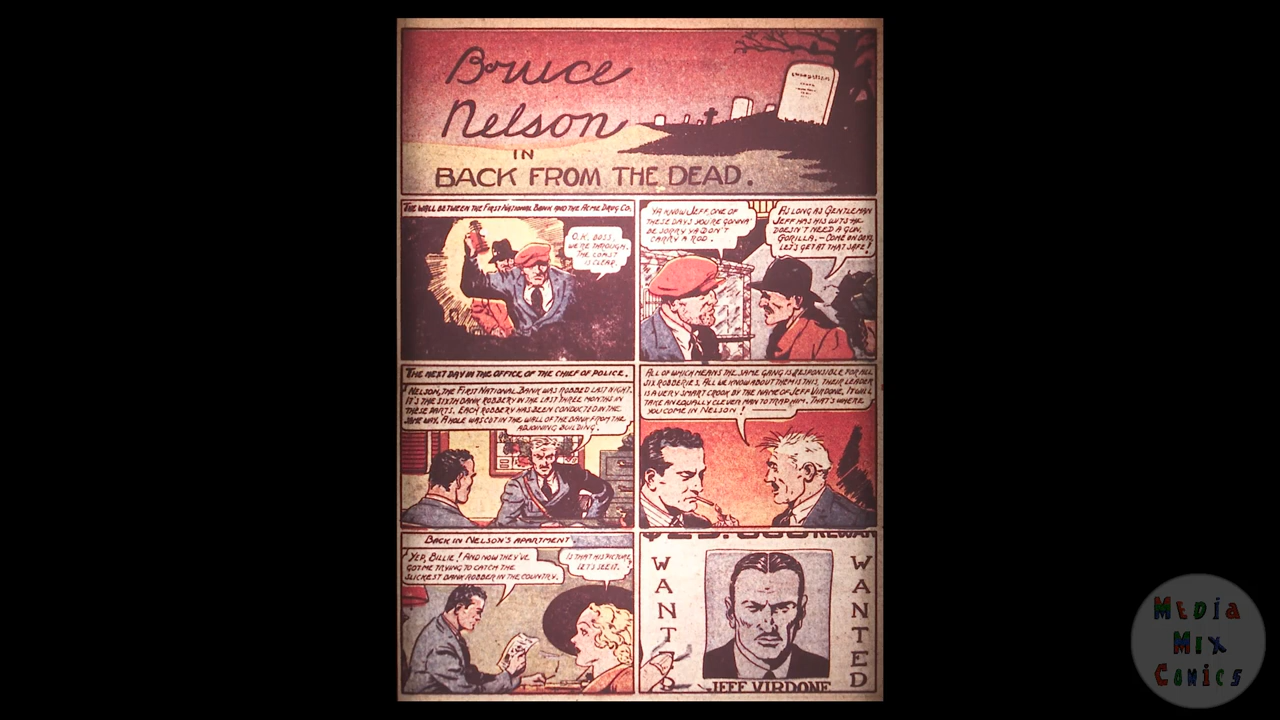 Bruce
Nelson
IN
BACK FROM THE DEAD.
THE WALL BETWEEN THE FIRST NATIONAL BANK AND THE ACME DRUG CO.
O.K. BOSS,
WE'RE THROUGH.
THE COAST
IS CLEAR.
YA KNOW JEFF, ONE OF
THESE DAYS YOU'RE GONNA'
BE SORRY YA DON'T
CARRY A ROD.
AS LONG AS GENTLEMAN
JEFF HAS HIS WITS HE
DOESN'T NEED A GUN,
GORILLA. - COME ON BOYS,
LET'S GET AT THAT SAFE!
THE NEXT DAY IN THE OFFICE OF THE CHIEF OF POLICE.
NELSON, THE FIRST NATIONAL BANK WAS ROBBED LAST NIGHT.
IT'S THE SIXTH BANK ROBBERY IN THE LAST THREE MONTHS IN
THESE PARTS. EACH ROBBERY HAS BEEN CONDUCTED IN THE
SAME WAY. A HOLE WAS CUT IN THE WALL OF THE BANK FROM THE
ADJOINING BUILDING.
ALL OF WHICH MEANS THE SAME GANG IS RESPONSIBLE FOR ALL
SIX ROBBERIES. ALL WE KNOW ABOUT THEM IS THIS, THEIR LEADER
IS A VERY SMART CROOK BY THE NAME OF JEFF VIRDONE. IT WILL
TAKE AN EQUALLY CLEVER MAN TO TRAP HIM. THAT'S WHERE
YOU COME IN NELSON!
BACK IN NELSON'S APARTMENT
YEP, BILLIE! AND NOW THEY'VE
GOT ME TRYING TO CATCH THE
SLICKEST BANK ROBBER IN THE COUNTRY.
IS THAT HIS PICTURE,
LET'S SEE IT.
WANTED
WANTED
JEFF VIRDONE
MEDIA
MIX
COMICS